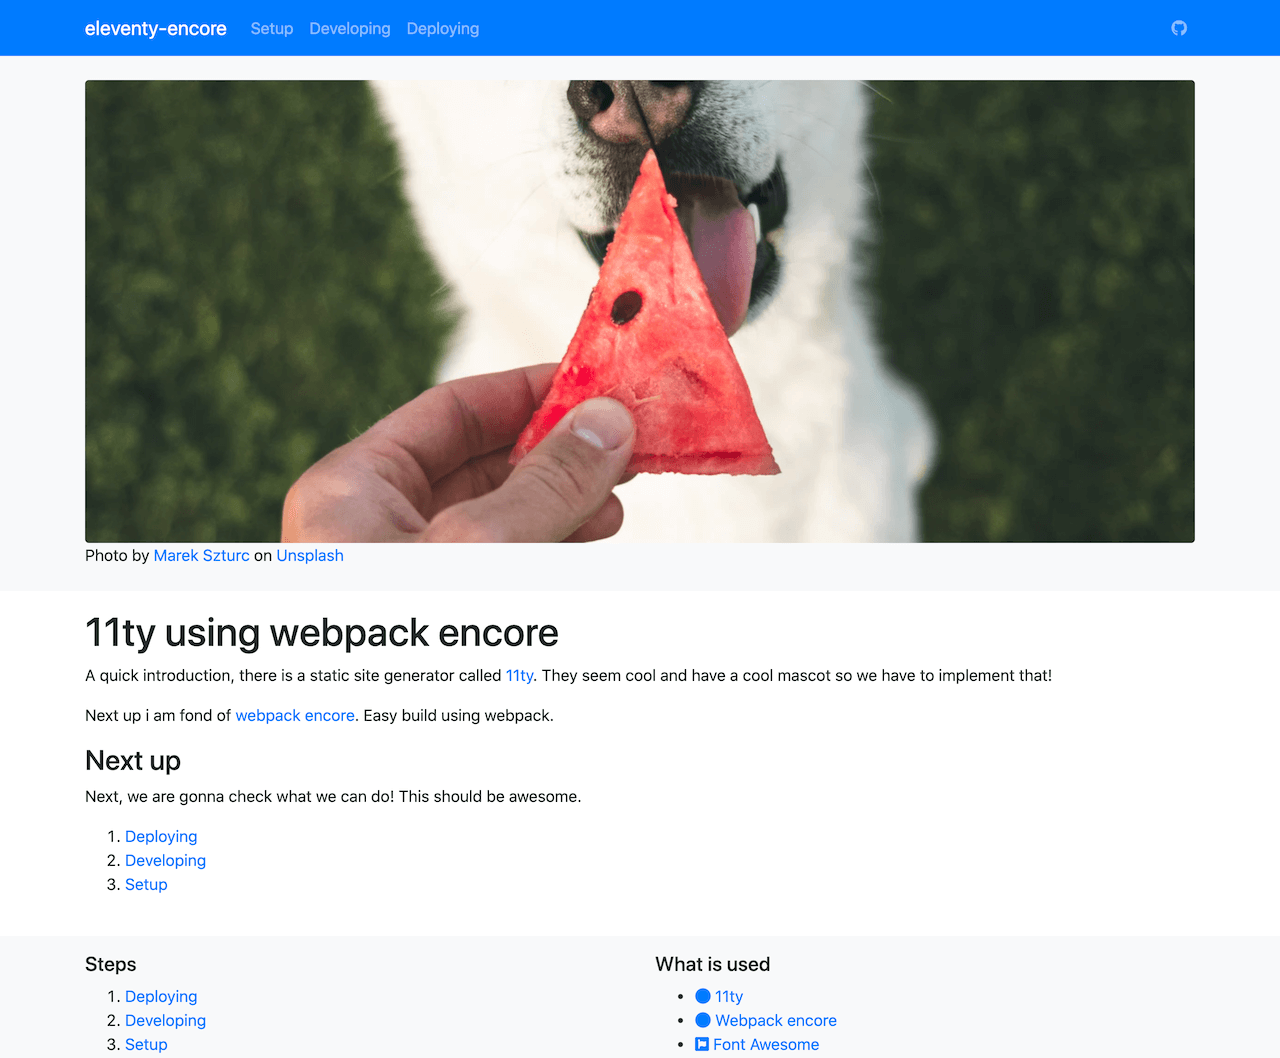 eleventy-encore Setup Developing Deploying
Photo by Marek Szturc on Unsplash
11ty using webpack encore
A quick introduction, there is a static site generator called 11ty. They seem cool and have a cool mascot so we have to implement that!
Next up i am fond of webpack encore. Easy build using webpack.
Next up
Next, we are gonna check what we can do! This should be awesome.
1. Deploying
2. Developing
3. Setup
Steps
1. Deploying
2. Developing
3. Setup
What is used
11ty
Webpack encore
Font Awesome